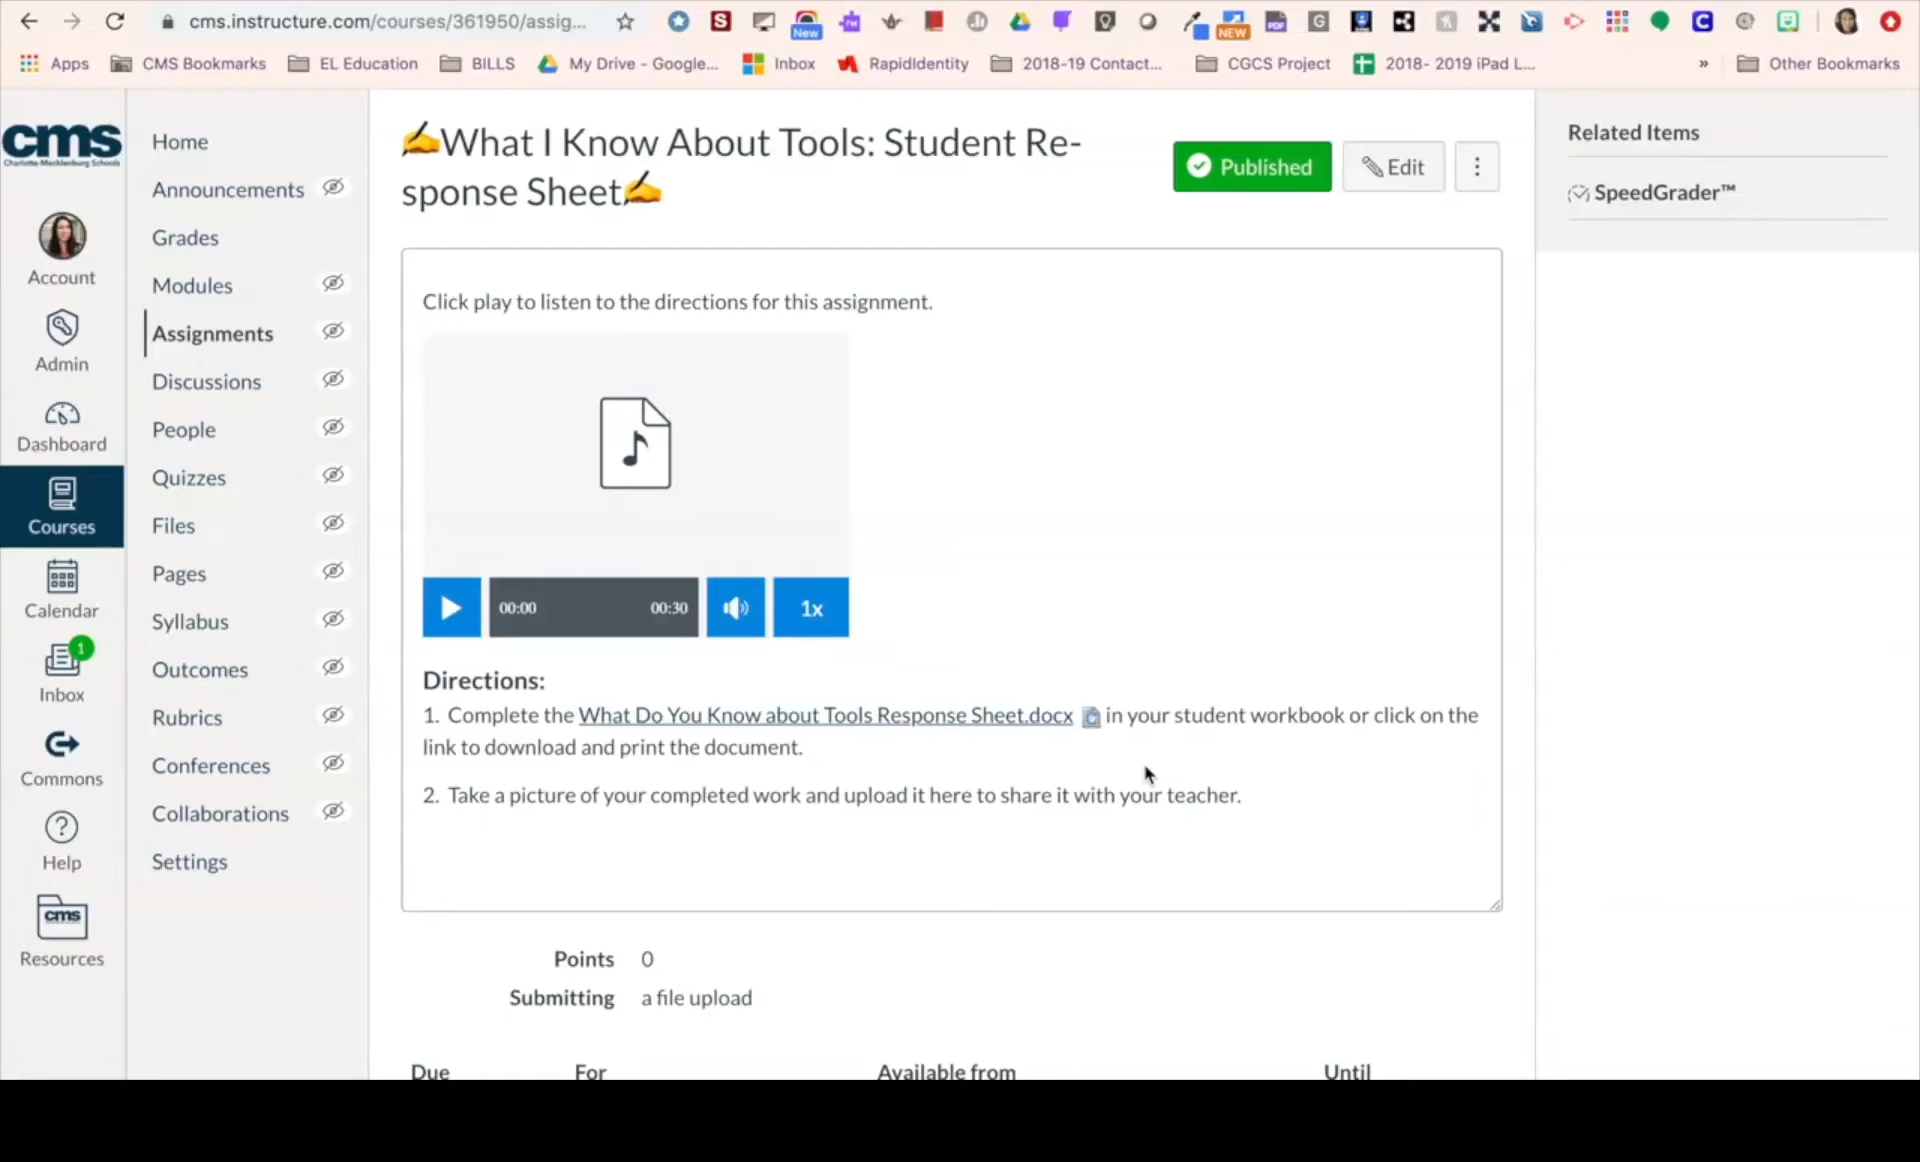 cms.instructure.com/courses/361950/assig...
New
NEW
Apps
CMS Bookmarks
EL Education
BILLS
My Drive - Google...
Inbox
RapidIdentity
2018-19 Contact...
CGCS Project
2018- 2019 iPad L...
»
Other Bookmarks
cms
Charlotte-Mecklenburg Schools
Account
Admin
Dashboard
Courses
Calendar
1
Inbox
Commons
Help
cms
Resources
Home
Announcements
Grades
Modules
Assignments
Discussions
People
Quizzes
Files
Pages
Syllabus
Outcomes
Rubrics
Conferences
Collaborations
Settings
✍What I Know About Tools: Student Re-
sponse Sheet✍
Published
Edit
Click play to listen to the directions for this assignment.
00:00
00:30
1x
Directions:
1. Complete the What Do You Know about Tools Response Sheet.docx in your student workbook or click on the
link to download and print the document.
2. Take a picture of your completed work and upload it here to share it with your teacher.
Points 0
Submitting a file upload
Due For Available from Until
Related Items
SpeedGrader™